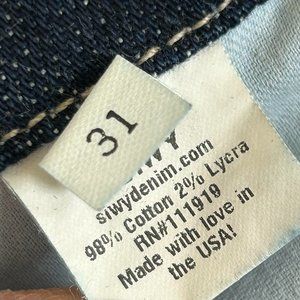 31
siwydenim.com
98% Cotton 2% Lycra
RN#111919
Made with love in
the USA!